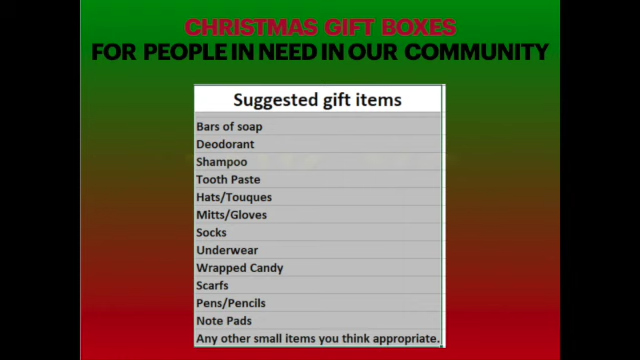 CHRISTMAS GIFT BOXES
FOR PEOPLE IN NEED IN OUR COMMUNITY
Suggested gift items
Bars of soap
Deodorant
Shampoo
Tooth Paste
Hats/Touques
Mitts/Gloves
Socks
Underwear
Wrapped Candy
Scarfs
Pens/Pencils
Note Pads
Any other small items you think appropriate.